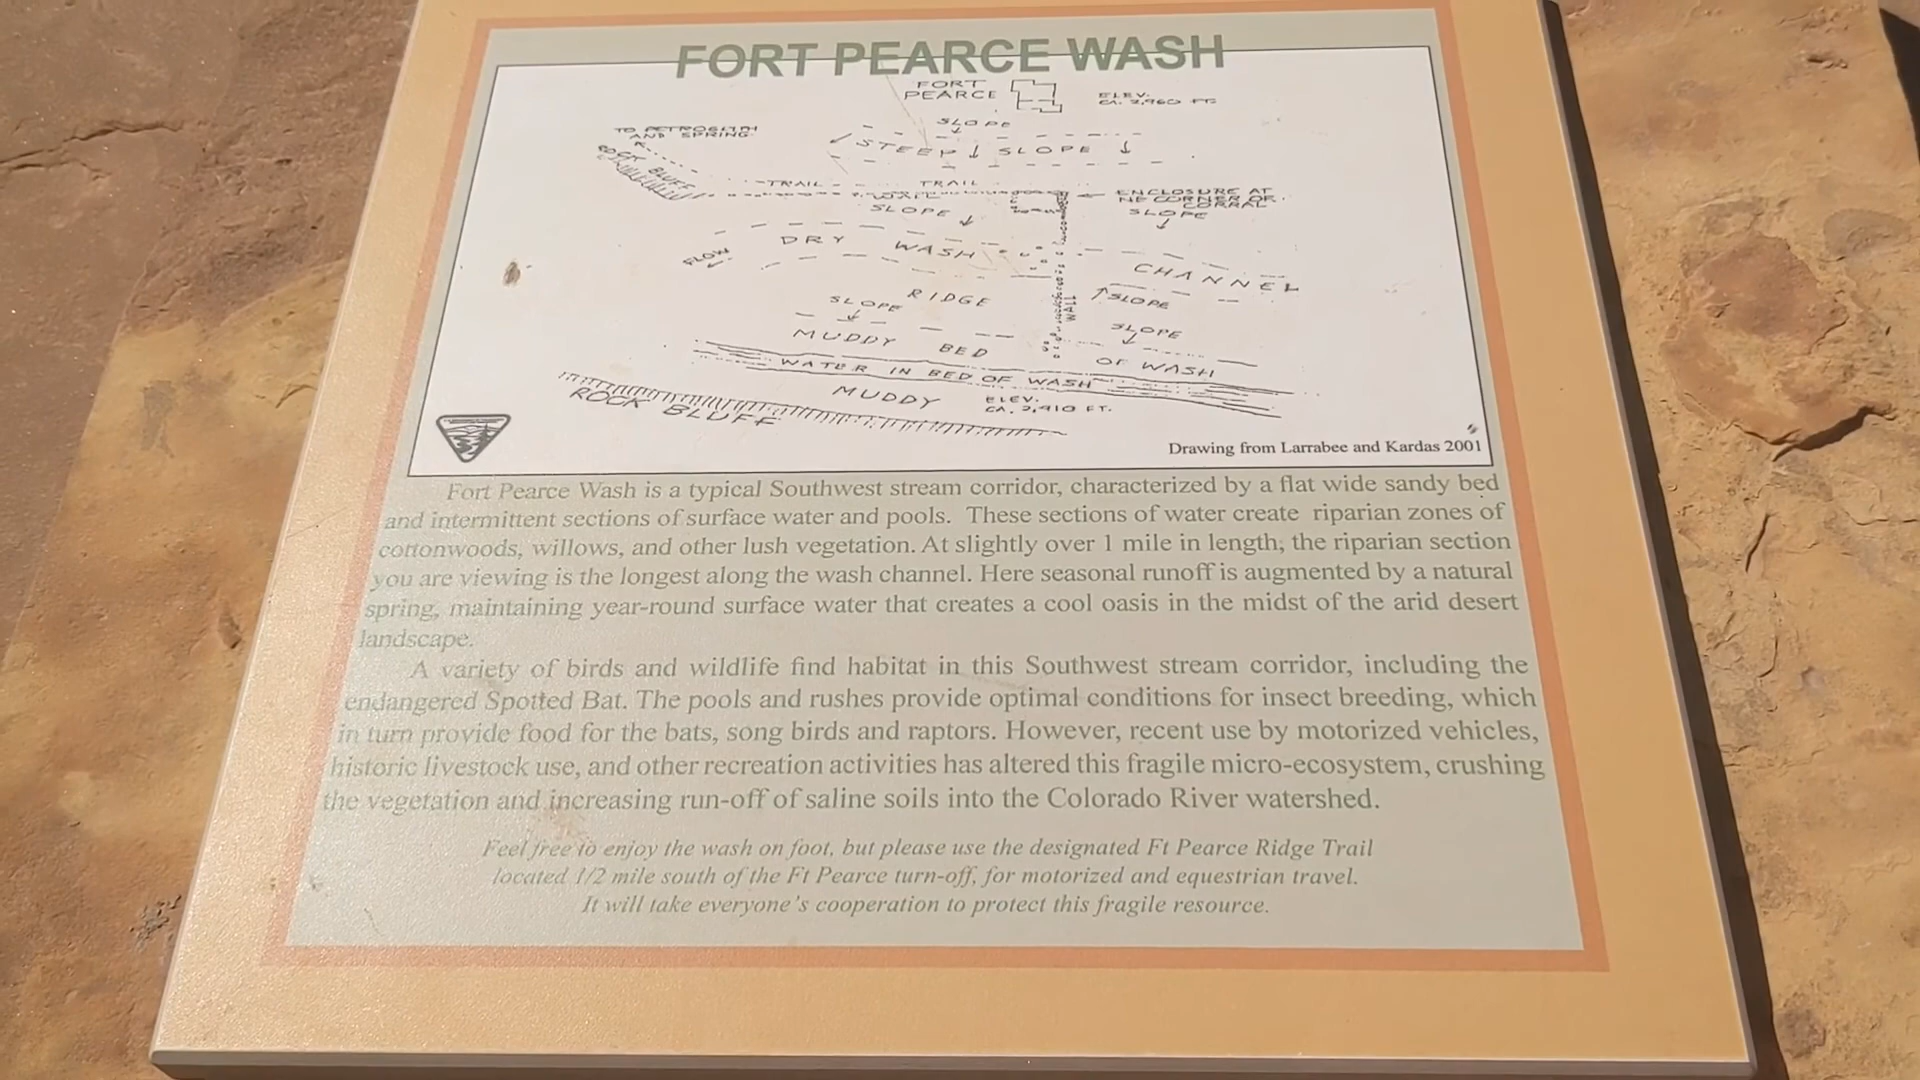 FORT PEARCE WASH
FORT
PEARCE
ELEV.
CA. 2,960 FT.
SLOPE
TO PETROGLYPH
AND SPRING
STEEP SLOPE
ROCK BLUFF
TRAIL TRAIL
WALL
ENCLOSURE AT
NE CORNER OF
CORRAL
SLOPE
SLOPE
DRY WASH CHANNEL
FLOW
RIDGE
SLOPE
SLOPE
WALL
SLOPE
MUDDY BED OF WASH
WATER IN BED OF WASH
MUDDY
ELEV.
CA. 2,910 FT.
ROCK BLUFF
Drawing from Larrabee and Kardas 2001
Fort Pearce Wash is a typical Southwest stream corridor, characterized by a flat wide sandy bed
and intermittent sections of surface water and pools. These sections of water create riparian zones of
cottonwoods, willows, and other lush vegetation. At slightly over 1 mile in length, the riparian section
you are viewing is the longest along the wash channel. Here seasonal runoff is augmented by a natural
spring, maintaining year-round surface water that creates a cool oasis in the midst of the arid desert
landscape.
A variety of birds and wildlife find habitat in this Southwest stream corridor, including the
endangered Spotted Bat. The pools and rushes provide optimal conditions for insect breeding, which
in turn provide food for the bats, song birds and raptors. However, recent use by motorized vehicles,
historic livestock use, and other recreation activities has altered this fragile micro-ecosystem, crushing
the vegetation and increasing run-off of saline soils into the Colorado River watershed.
Feel free to enjoy the wash on foot, but please use the designated Ft Pearce Ridge Trail
located 1/2 mile south of the Ft Pearce turn-off, for motorized and equestrian travel.
It will take everyone's cooperation to protect this fragile resource.